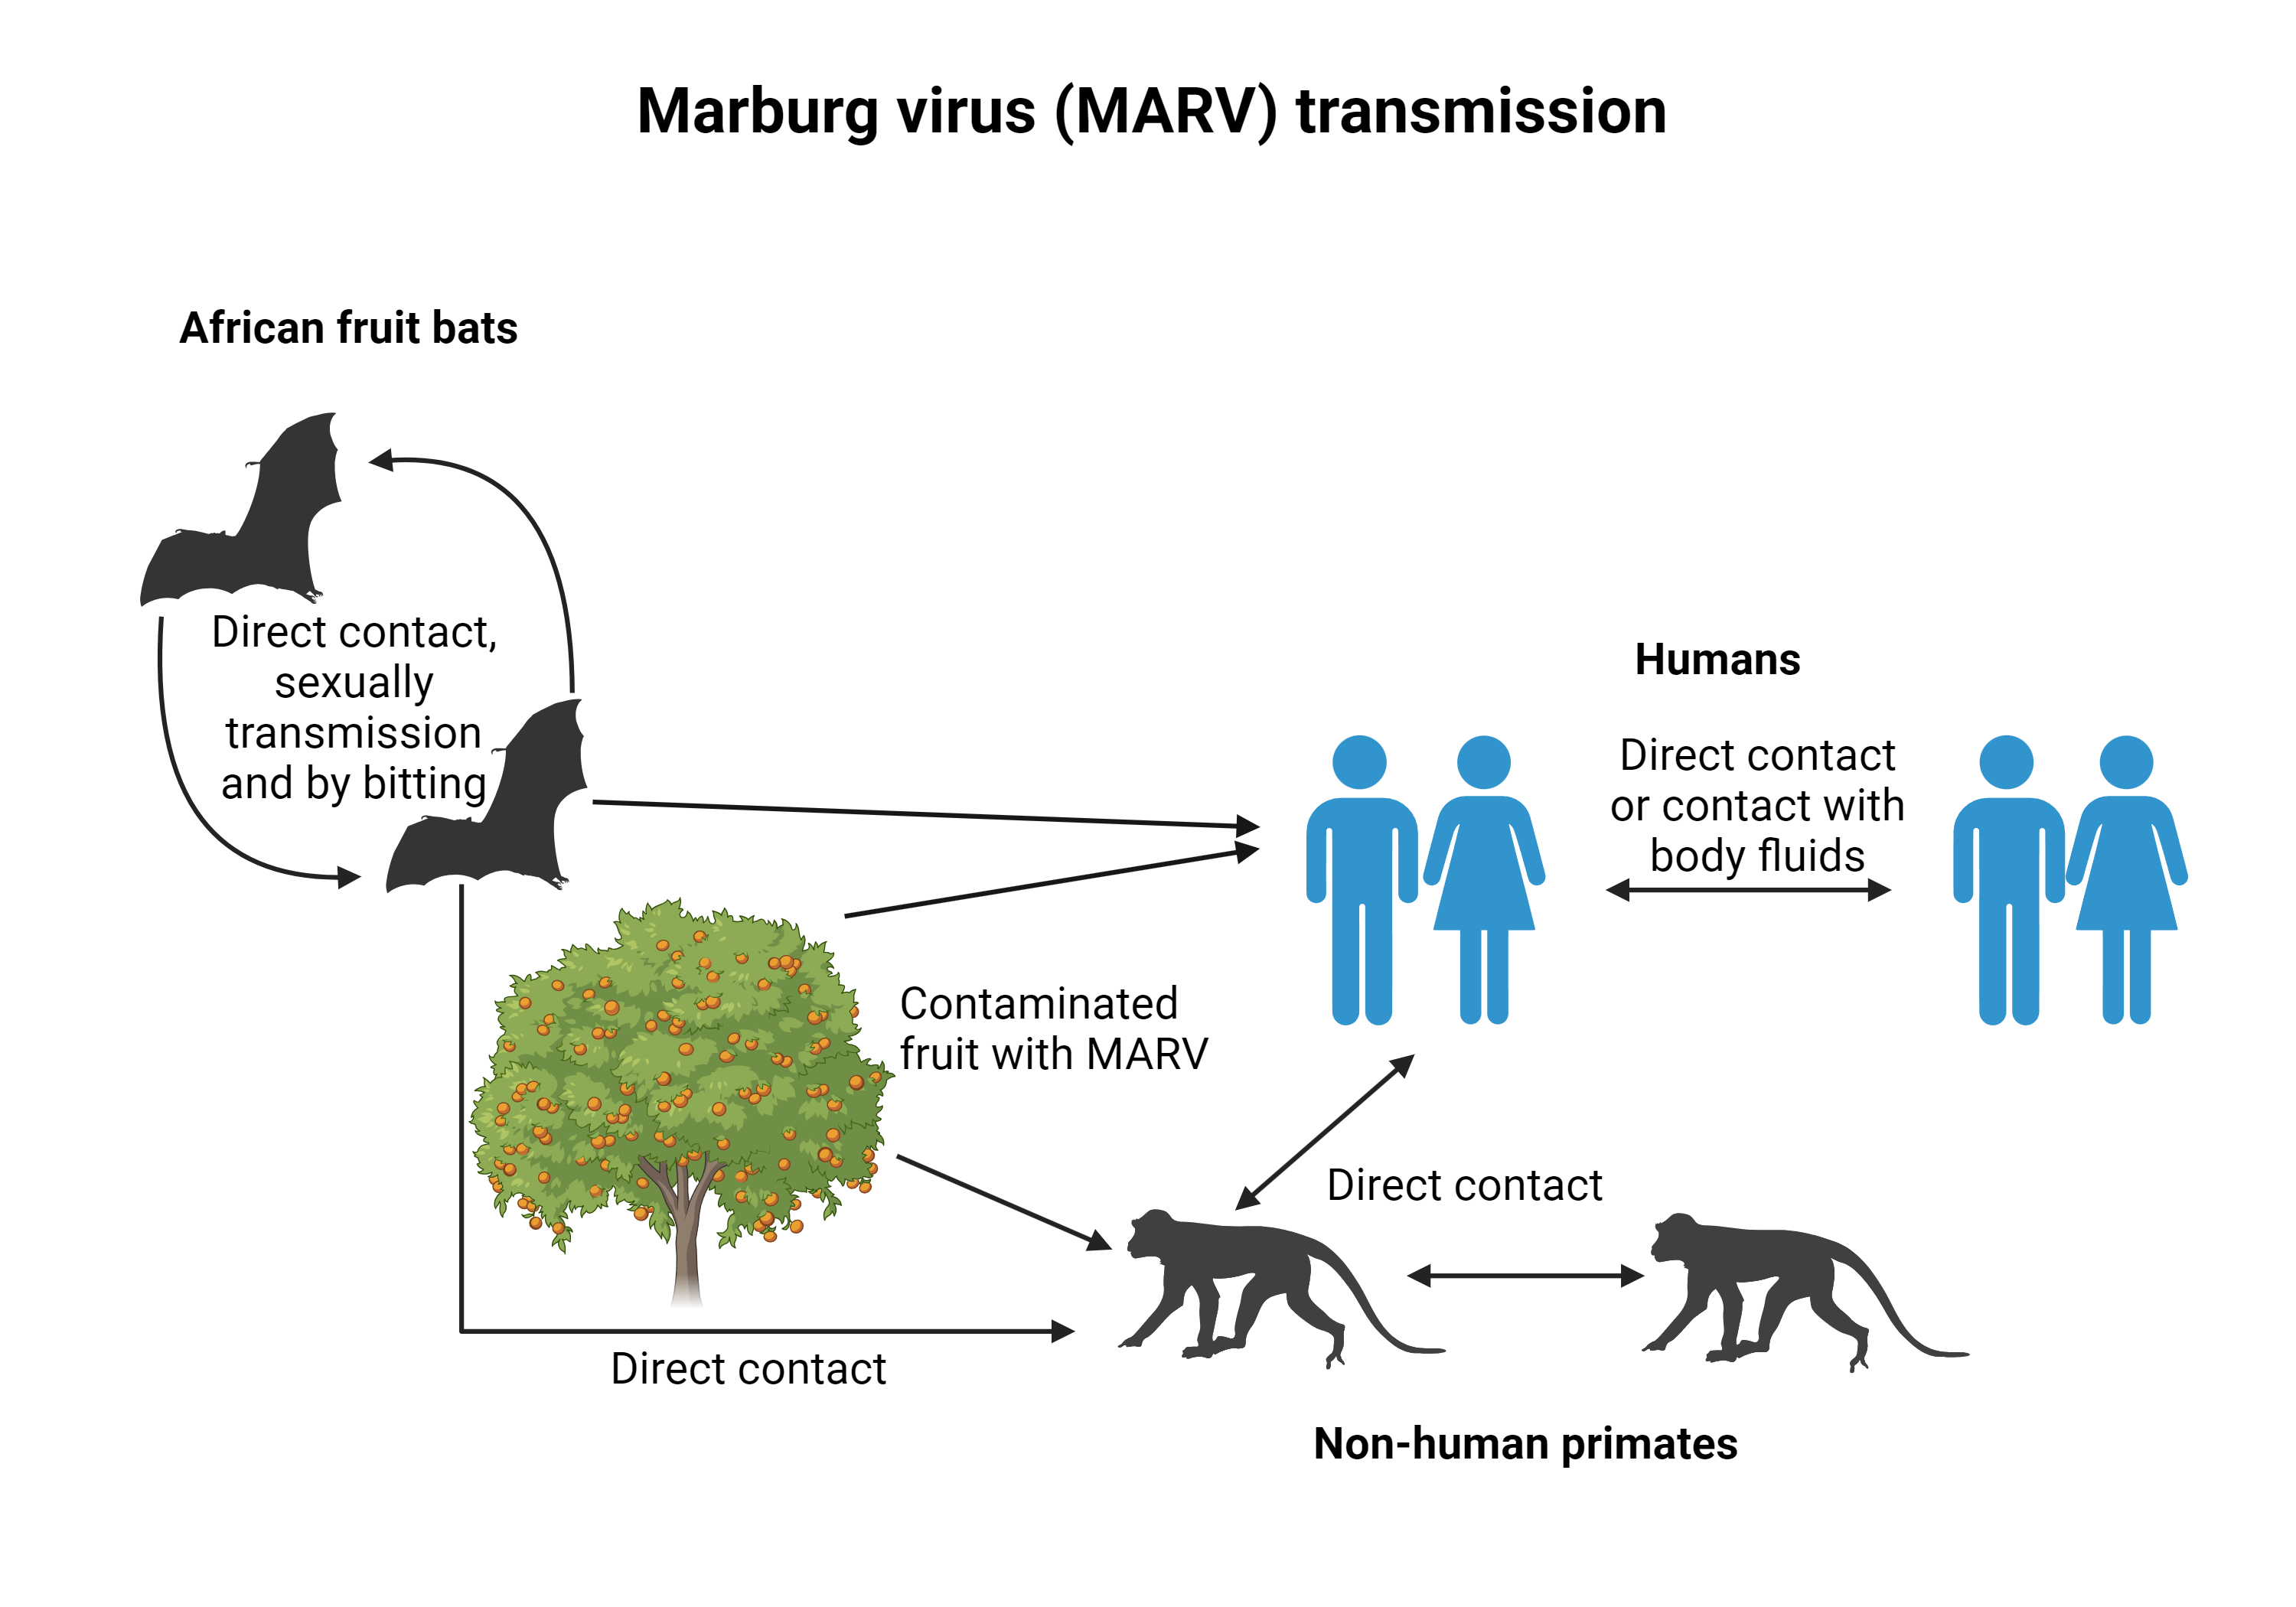 Marburg virus (MARV) transmission
African fruit bats
Direct contact,
sexually
transmission
and by bitting
Humans
Direct contact
or contact with
body fluids
Contaminated
fruit with MARV
Direct contact
Direct contact
Non-human primates